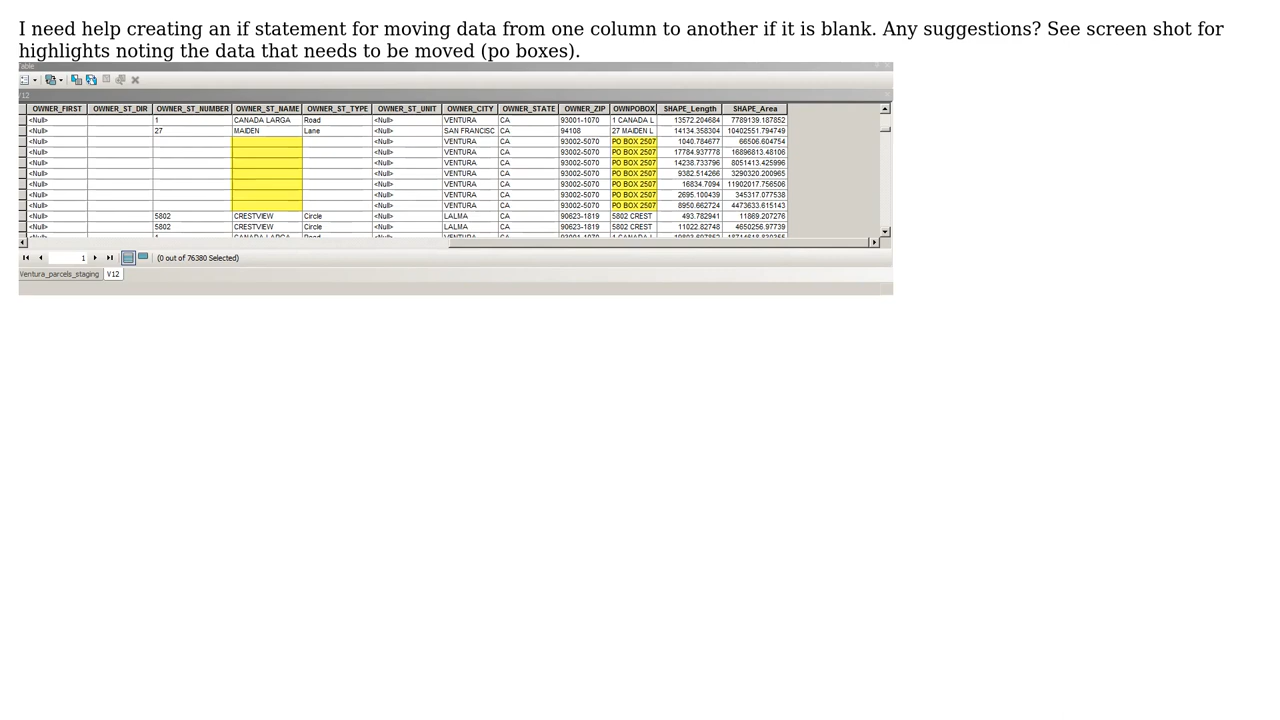 I need help creating an if statement for moving data from one column to another if it is blank. Any suggestions? See screen shot for
highlights noting the data that needs to be moved (po boxes).
Table
V12
OWNER_FIRST OWNER_ST_DIR OWNER_ST_NUMBER OWNER_ST_NAME OWNER_ST_TYPE OWNER_ST_UNIT OWNER_CITY OWNER_STATE OWNER_ZIP OWNPOBOX SHAPE_Length SHAPE_Area
<Null> 1 CANADA LARGA Road <Null> VENTURA CA 93001-1070 1 CANADA L 13572.204684 7789139.187852
<Null> 27 MAIDEN Lane <Null> SAN FRANCISC CA 94108 27 MAIDEN L 14134.358304 10402551.794749
<Null> <Null> VENTURA CA 93002-5070 PO BOX 2507 1040.784677 66506.604754
<Null> <Null> VENTURA CA 93002-5070 PO BOX 2507 17784.937778 16896813.48106
<Null> <Null> VENTURA CA 93002-5070 PO BOX 2507 14238.733796 8051413.425996
<Null> <Null> VENTURA CA 93002-5070 PO BOX 2507 9382.514266 3290320.200965
<Null> <Null> VENTURA CA 93002-5070 PO BOX 2507 16834.7094 11902017.756506
<Null> <Null> VENTURA CA 93002-5070 PO BOX 2507 2695.100439 345317.077538
<Null> <Null> VENTURA CA 93002-5070 PO BOX 2507 8950.662724 4473633.615143
<Null> 5802 CRESTVIEW Circle <Null> LALMA CA 90623-1819 5802 CREST 493.782941 11869.207276
<Null> 5802 CRESTVIEW Circle <Null> LALMA CA 90623-1819 5802 CREST 11022.82748 4650256.97739
1 (0 out of 76380 Selected)
Ventura_parcels_staging V12